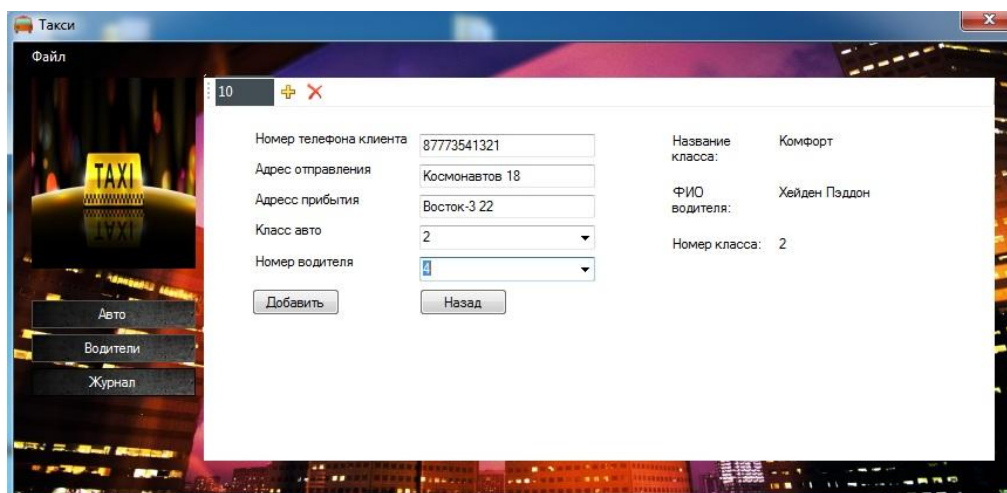 Такси
Файл
10
TAXI
Номер телефона клиента 87773541321
Адрес отправления Космонавтов 18
Адресс прибытия Восток-3 22
Класс авто 2
Номер водителя 4
Добавить Назад
Название класса: Комфорт
ФИО водителя: Хейден Пэддон
Номер класса: 2
Авто
Водители
Журнал